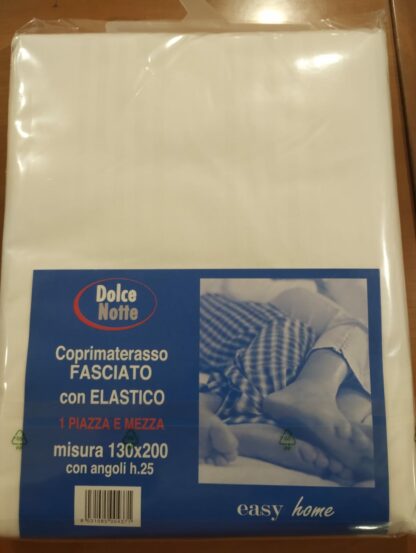 Dolce
Notte
Coprimaterasso
FASCIATO
con ELASTICO
1 PIAZZA E MEZZA
misura 130x200
con angoli h.25
easy home